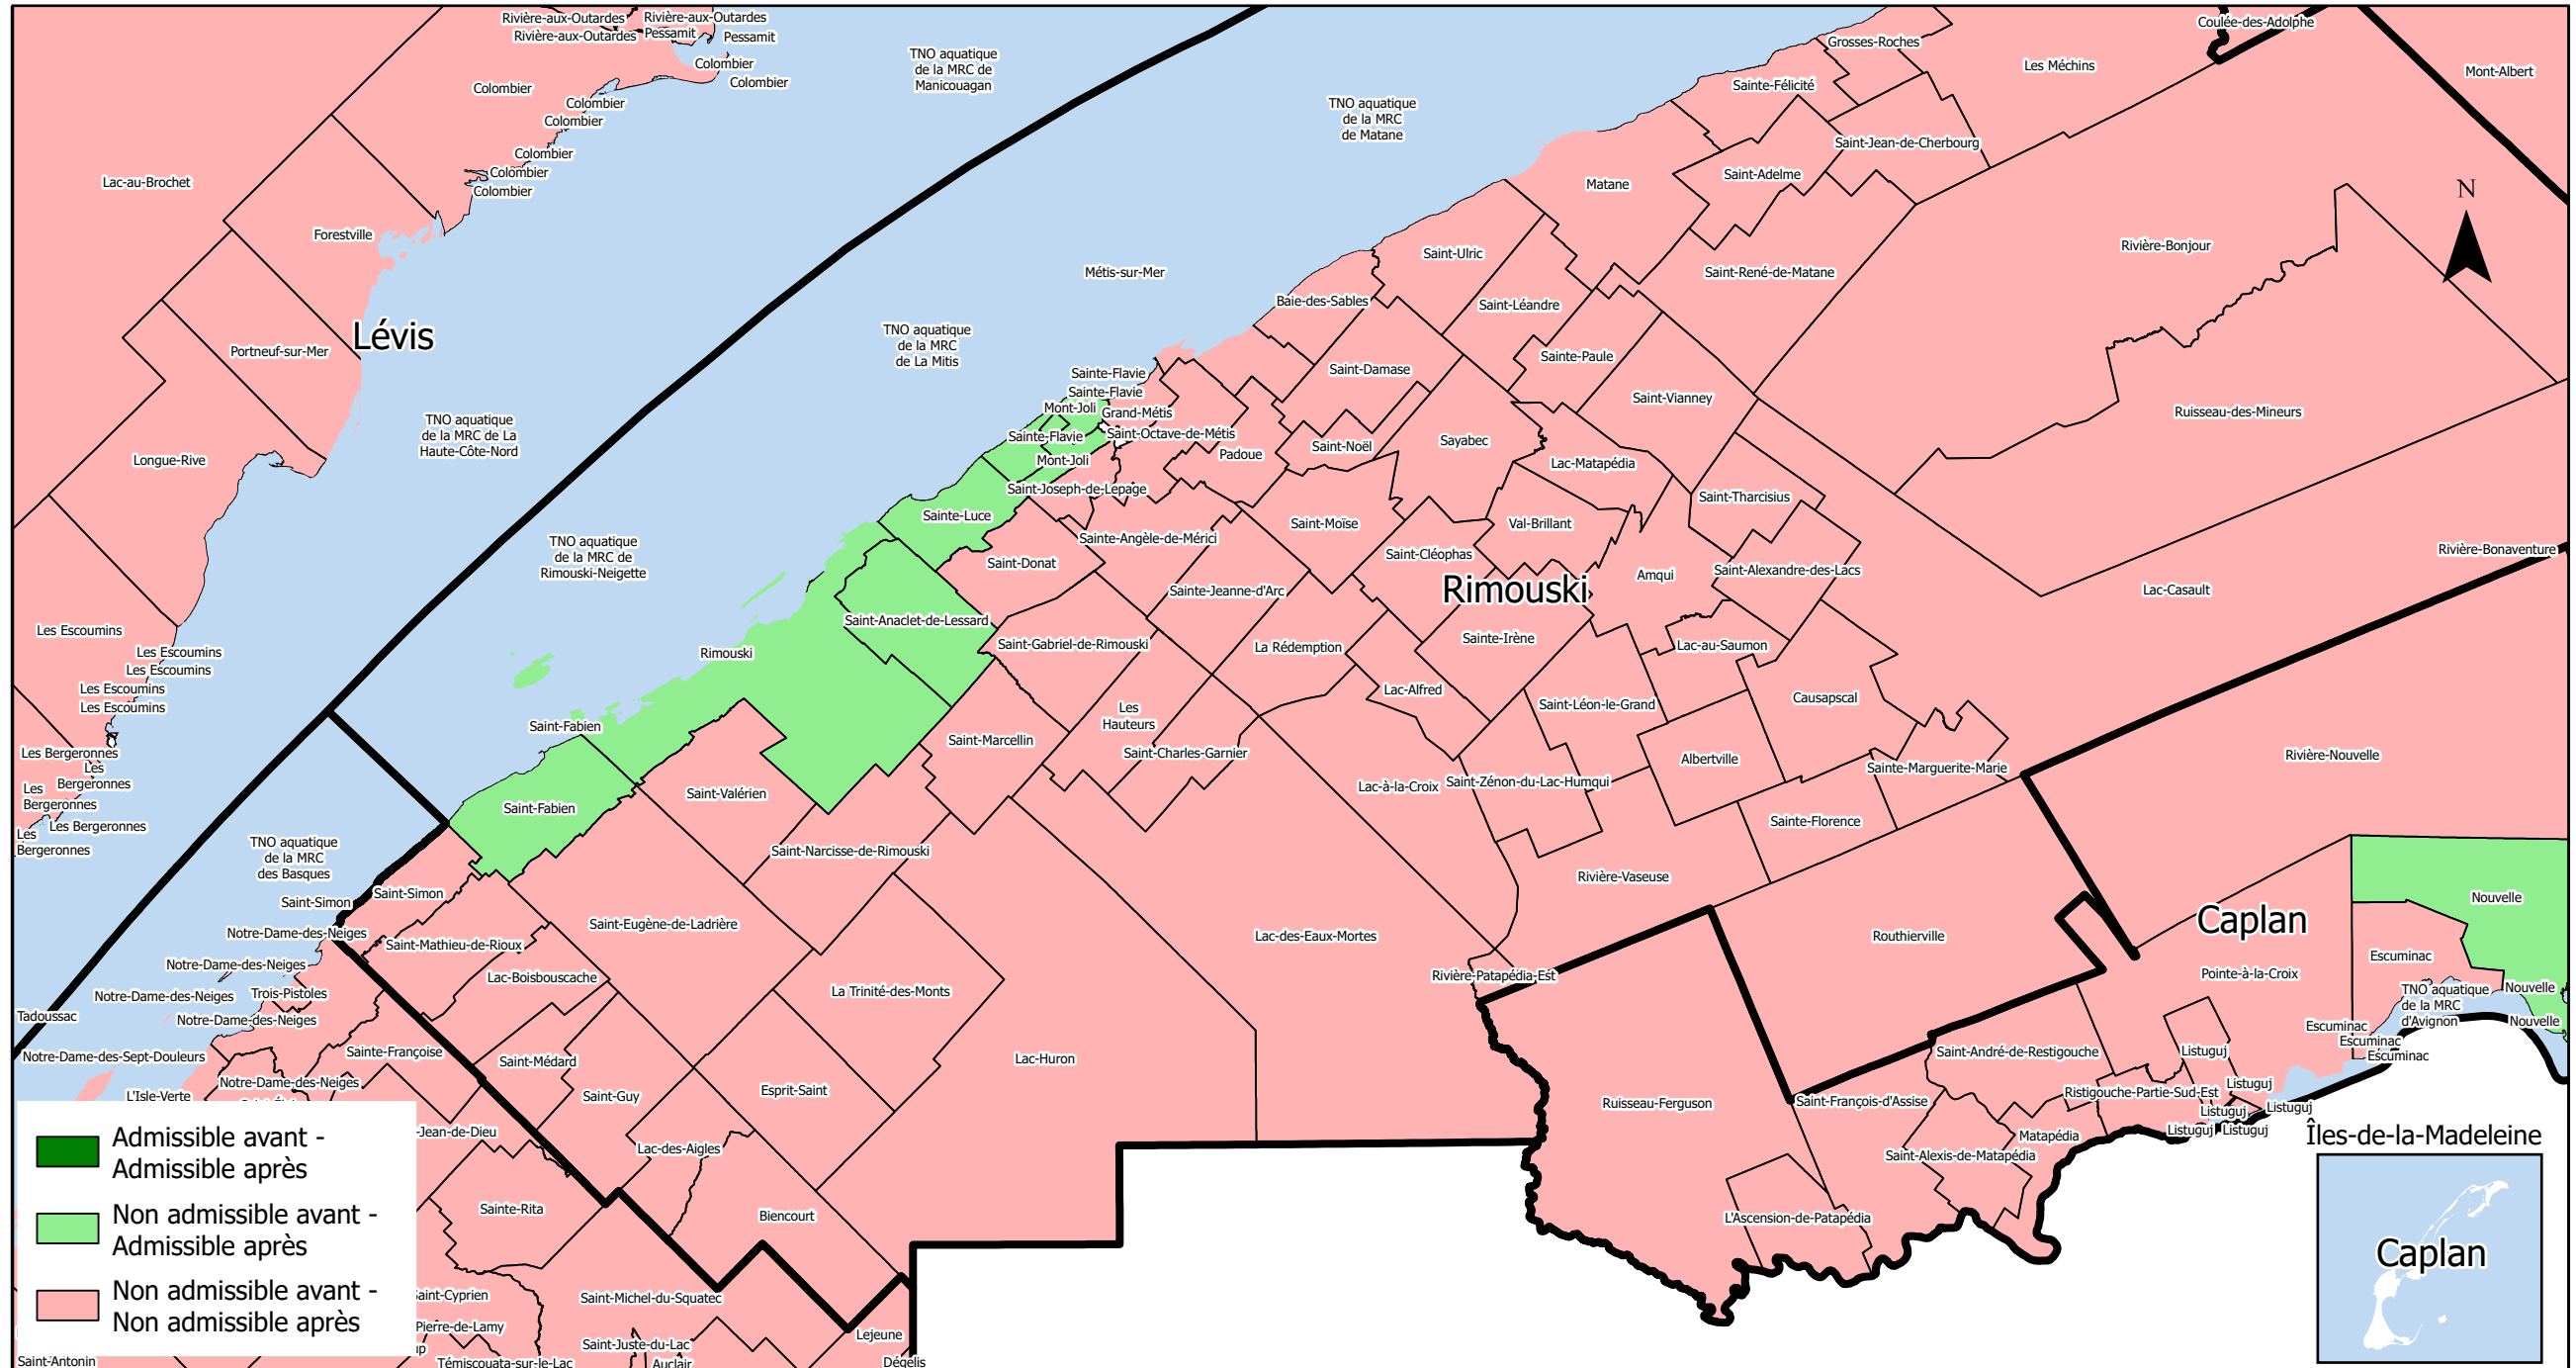 Rivière-aux-Outardes
Rivière-aux-Outardes
Rivière-aux-Outardes
Pessamit
Pessamit
Colombier
Colombier
Colombier
Colombier
Colombier
Colombier
Colombier
Colombier
Lac-au-Brochet
Forestville
Portneuf-sur-Mer
Lévis
Longue-Rive
Les Escoumins
Les Escoumins
Les Escoumins
Les Escoumins
Les Escoumins
Les Bergeronnes
Les
Bergeronnes
Les
Bergeronnes
Les Bergeronnes
Les
Bergeronnes
TNO aquatique
de la MRC de
Manicouagan
TNO aquatique
de la MRC
de Matane
Métis-sur-Mer
TNO aquatique
de la MRC
de La Mitis
TNO aquatique
de la MRC de La
Haute-Côte-Nord
TNO aquatique
de la MRC de
Rimouski-Neigette
TNO aquatique
de la MRC
des Basques
Coulée-des-Adolphe
Grosses-Roches
Les Méchins
Mont-Albert
Sainte-Félicité
Saint-Jean-de-Cherbourg
Saint-Adelme
Matane
N
Saint-Ulric
Saint-René-de-Matane
Rivière-Bonjour
Baie-des-Sables
Saint-Léandre
Sainte-Paule
Saint-Damase
Saint-Vianney
Ruisseau-des-Mineurs
Sainte-Flavie
Sainte-Flavie
Mont-Joli
Grand-Métis
Sainte-Flavie
Saint-Octave-de-Métis
Mont-Joli
Padoue
Saint-Noël
Sayabec
Lac-Matapédia
Saint-Joseph-de-Lepage
Saint-Tharcisius
Sainte-Luce
Saint-Moïse
Val-Brillant
Sainte-Angèle-de-Mérici
Saint-Donat
Saint-Cléophas
Rivière-Bonaventure
Rimouski
Amqui
Saint-Alexandre-des-Lacs
Sainte-Jeanne-d'Arc
Lac-Casault
Saint-Anaclet-de-Lessard
Saint-Gabriel-de-Rimouski
La Rédemption
Sainte-Irène
Lac-au-Saumon
Rimouski
Lac-Alfred
Saint-Léon-le-Grand
Causapscal
Les
Hauteurs
Saint-Fabien
Saint-Marcellin
Saint-Charles-Garnier
Albertville
Sainte-Marguerite-Marie
Rivière-Nouvelle
Saint-Fabien
Saint-Valérien
Lac-à-la-Croix
Saint-Zénon-du-Lac-Humqui
Sainte-Florence
Saint-Narcisse-de-Rimouski
Rivière-Vaseuse
Saint-Simon
Saint-Simon
Saint-Eugène-de-Ladrière
Lac-des-Eaux-Mortes
Routhierville
Caplan
Nouvelle
Notre-Dame-des-Neiges
Saint-Mathieu-de-Rioux
Escuminac
Notre-Dame-des-Neiges
Lac-Boisbouscache
Rivière-Patapédia-Est
Pointe-à-la-Croix
Notre-Dame-des-Neiges
Trois-Pistoles
La Trinité-des-Monts
TNO aquatique
de la MRC
d'Avignon
Nouvelle
Nouvelle
Tadoussac
Notre-Dame-des-Neiges
Escuminac
Escuminac
Escuminac
Notre-Dame-des-Sept-Douleurs
Sainte-Françoise
Saint-Médard
Lac-Huron
Saint-André-de-Restigouche
Listuguj
Notre-Dame-des-Neiges
L'Isle-Verte
Saint-Guy
Esprit-Saint
Ruisseau-Ferguson
Saint-François-d'Assise
Ristigouche-Partie-Sud-Est
Listuguj
Listuguj
Listuguj
Listuguj
Listuguj
-Jean-de-Dieu
Lac-des-Aigles
Matapédia
Saint-Alexis-de-Matapédia
Îles-de-la-Madeleine
Sainte-Rita
Biencourt
L'Ascension-de-Patapédia
Caplan
Saint-Cyprien
Saint-Michel-du-Squatec
Pierre-de-Lamy
Saint-Juste-du-Lac
Lejeune
Saint-Antonin
up
Témiscouata-sur-le-Lac
Auclair
Dégelis
Admissible avant -
Admissible après
Non admissible avant -
Admissible après
Non admissible avant -
Non admissible après